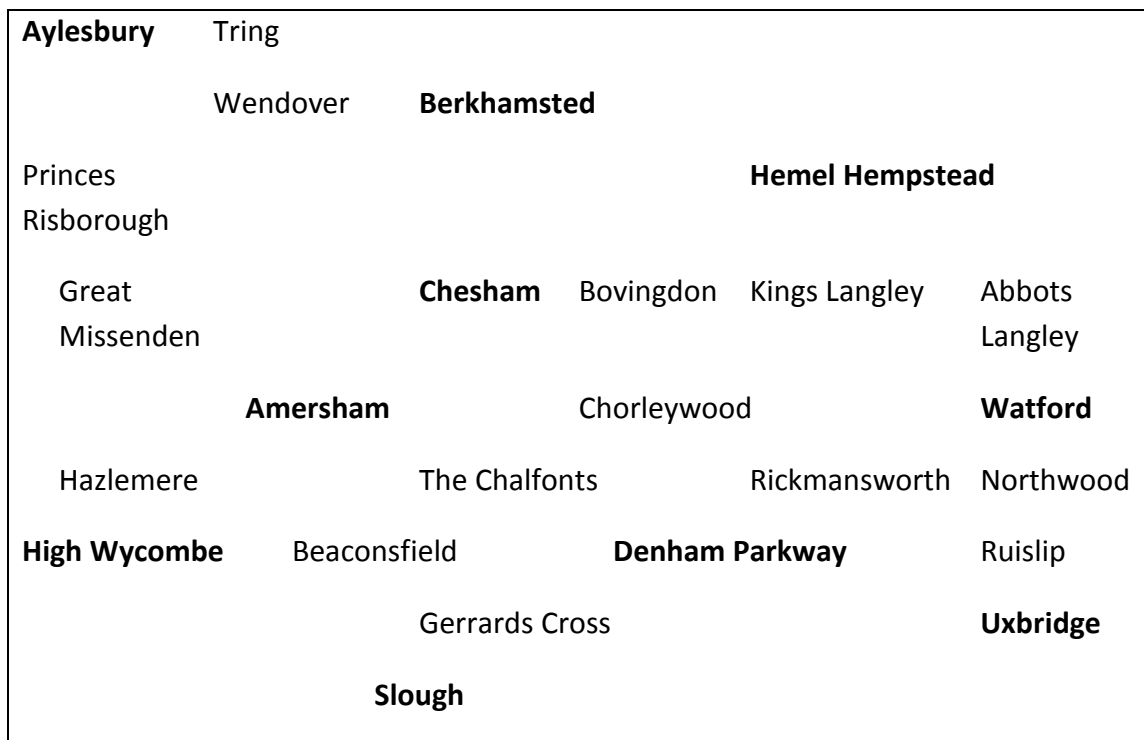 Aylesbury Tring
Wendover Berkhamsted
Princes Risborough Hemel Hempstead
Great Missenden Chesham Bovingdon Kings Langley Abbots Langley
Amersham Chorleywood Watford
Hazlemere The Chalfonts Rickmansworth Northwood
High Wycombe Beaconsfield Denham Parkway Ruislip
Gerrards Cross Uxbridge
Slough